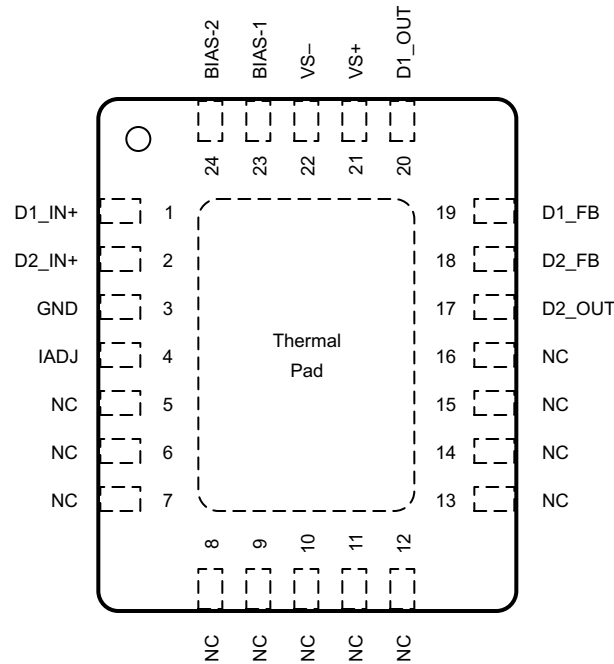 BIAS-2
BIAS-1
VS–
VS+
D1_OUT
24
23
22
21
20
D1_IN+ 1 19 D1_FB
D2_IN+ 2 18 D2_FB
GND 3 17 D2_OUT
IADJ 4 16 NC
NC 5 15 NC
NC 6 14 NC
NC 7 13 NC
Thermal
Pad
8
9
10
11
12
NC
NC
NC
NC
NC